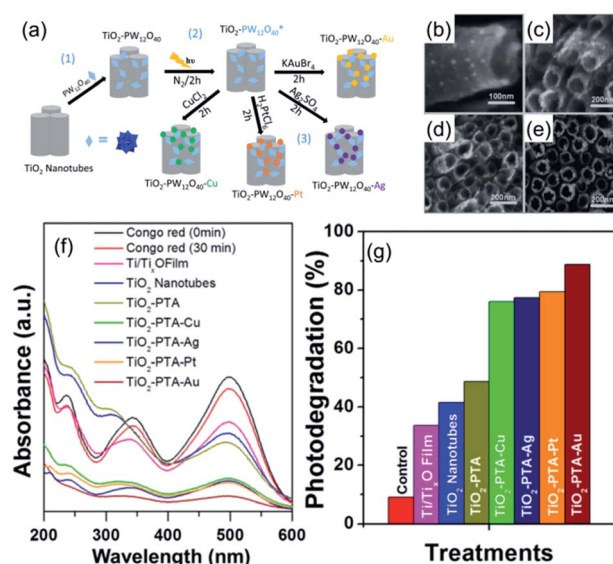 (a)
TiO2-PW12O40
(1)
PW12O40
TiO2 Nanotubes
=
(2)
hν
N2/2h
TiO2-PW12O40*
KAuBr4
2h
TiO2-PW12O40-Au
CuCl2
2h
H2PtCl6
2h
Ag2SO4
2h
(3)
TiO2-PW12O40-Cu
TiO2-PW12O40-Pt
TiO2-PW12O40-Ag
(b)
100nm
(c)
200nm
(d)
200nm
(e)
200nm
(f)
Congo red (0min)
Congo red (30 min)
Ti/TixOFilm
TiO2 Nanotubes
TiO2-PTA
TiO2-PTA-Cu
TiO2-PTA-Ag
TiO2-PTA-Pt
TiO2-PTA-Au
Absorbance (a.u.)
200 300 400 500 600
Wavelength (nm)
(g)
Photodegradation (%)
100
80
60
40
20
0
Control
Ti/TixO Film
TiO2 Nanotubes
TiO2-PTA
TiO2-PTA-Cu
TiO2-PTA-Ag
TiO2-PTA-Pt
TiO2-PTA-Au
Treatments